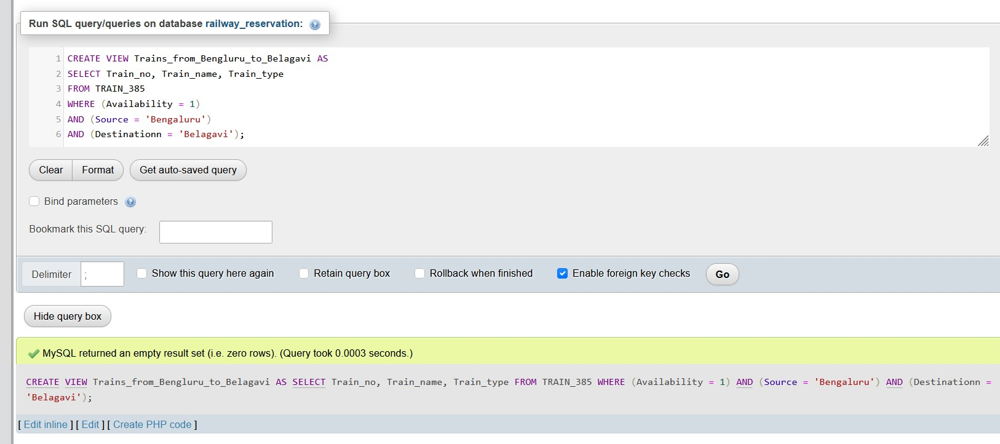 Run SQL query/queries on database railway_reservation:
1 CREATE VIEW Trains_from_Bengluru_to_Belagavi AS
2 SELECT Train_no, Train_name, Train_type
3 FROM TRAIN_385
4 WHERE (Availability = 1)
5 AND (Source = 'Bengaluru')
6 AND (Destinationn = 'Belagavi');
Clear Format Get auto-saved query
Bind parameters
Bookmark this SQL query:
Delimiter ; Show this query here again Retain query box Rollback when finished Enable foreign key checks Go
Hide query box
MySQL returned an empty result set (i.e. zero rows). (Query took 0.0003 seconds.)
CREATE VIEW Trains_from_Bengluru_to_Belagavi AS SELECT Train_no, Train_name, Train_type FROM TRAIN_385 WHERE (Availability = 1) AND (Source = 'Bengaluru') AND (Destinationn =
'Belagavi');
[ Edit inline ] [ Edit ] [ Create PHP code ]